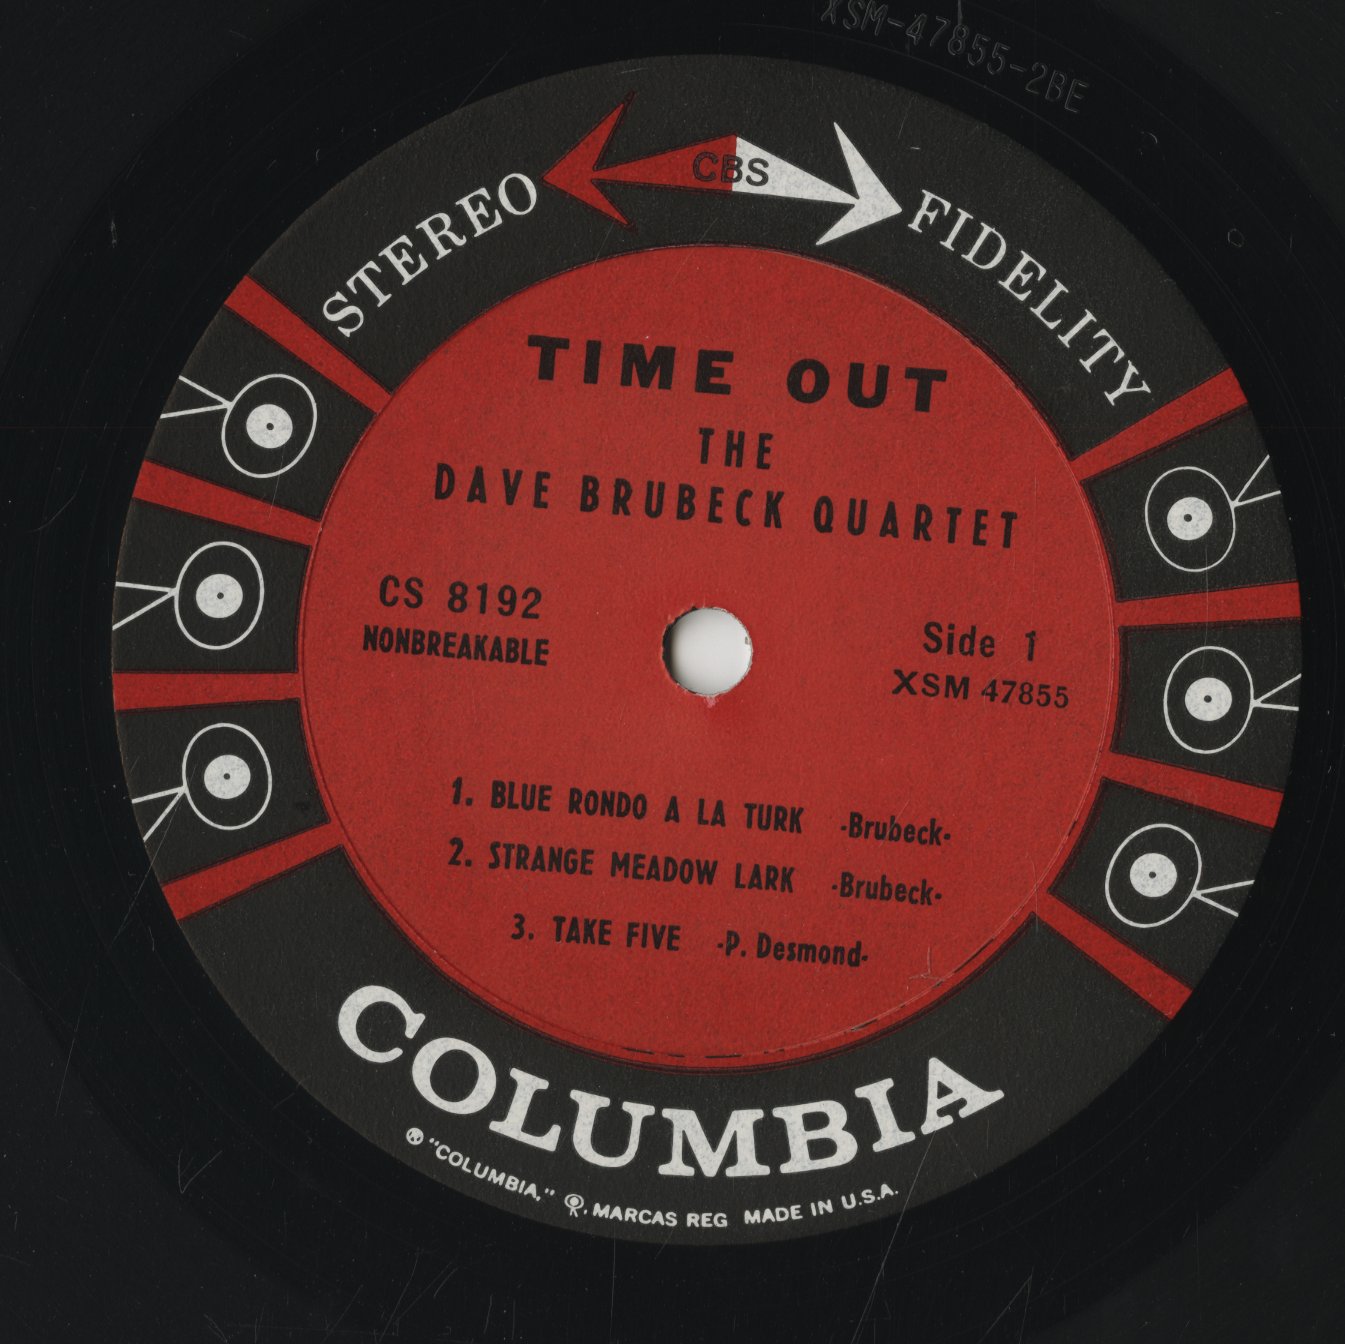 XSM-47855-2BE
STEREO CBS FIDELITY
TIME OUT
THE
DAVE BRUBECK QUARTET
CS 8192
NONBREAKABLE
Side 1
XSM 47855
1. BLUE RONDO A LA TURK -Brubeck-
2. STRANGE MEADOW LARK -Brubeck-
3. TAKE FIVE -P. Desmond-
COLUMBIA
® "COLUMBIA," , MARCAS REG MADE IN U.S.A.